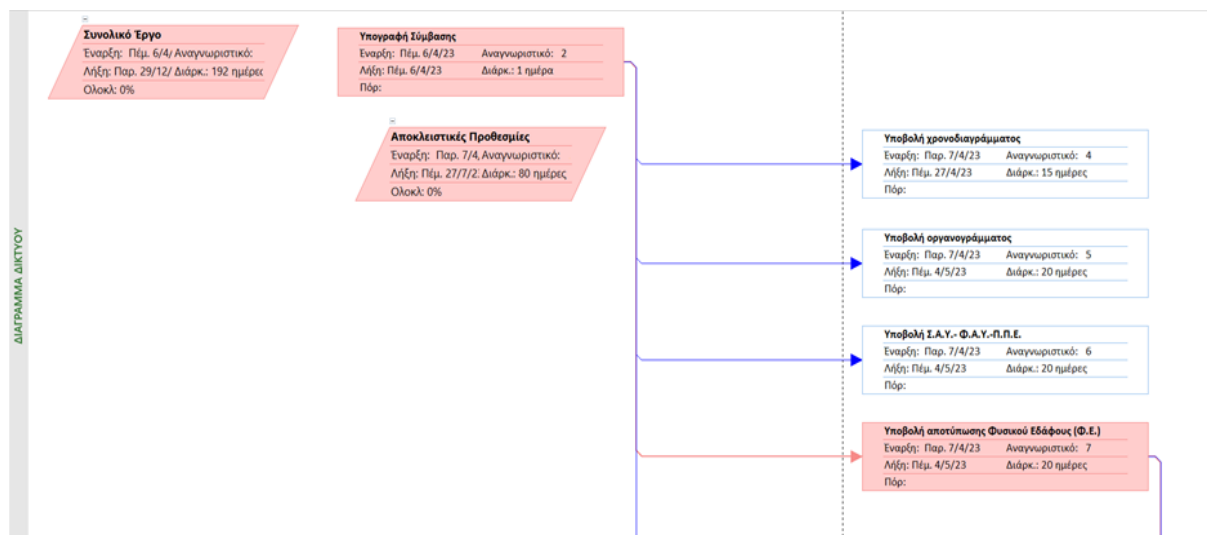 ΔΙΑΓΡΑΜΜΑ ΔΙΚΤΥΟΥ
Συνολικό Έργο
Έναρξη: Πέμ. 6/4/ Αναγνωριστικό:
Λήξη: Παρ. 29/12/ Διάρκ.: 192 ημέρες
Ολοκλ: 0%
Υπογραφή Σύμβασης
Έναρξη: Πέμ. 6/4/23 Αναγνωριστικό: 2
Λήξη: Πέμ. 6/4/23 Διάρκ.: 1 ημέρα
Πόρ:
Αποκλειστικές Προθεσμίες
Έναρξη: Παρ. 7/4, Αναγνωριστικό:
Λήξη: Πέμ. 27/7/2 Διάρκ.: 80 ημέρες
Ολοκλ: 0%
Υποβολή χρονοδιαγράμματος
Έναρξη: Παρ. 7/4/23 Αναγνωριστικό: 4
Λήξη: Πέμ. 27/4/23 Διάρκ.: 15 ημέρες
Πόρ:
Υποβολή οργανογράμματος
Έναρξη: Παρ. 7/4/23 Αναγνωριστικό: 5
Λήξη: Πέμ. 4/5/23 Διάρκ.: 20 ημέρες
Πόρ:
Υποβολή Σ.Α.Υ.- Φ.Α.Υ.-Π.Π.Ε.
Έναρξη: Παρ. 7/4/23 Αναγνωριστικό: 6
Λήξη: Πέμ. 4/5/23 Διάρκ.: 20 ημέρες
Πόρ:
Υποβολή αποτύπωσης Φυσικού Εδάφους (Φ.Ε.)
Έναρξη: Παρ. 7/4/23 Αναγνωριστικό: 7
Λήξη: Πέμ. 4/5/23 Διάρκ.: 20 ημέρες
Πόρ: